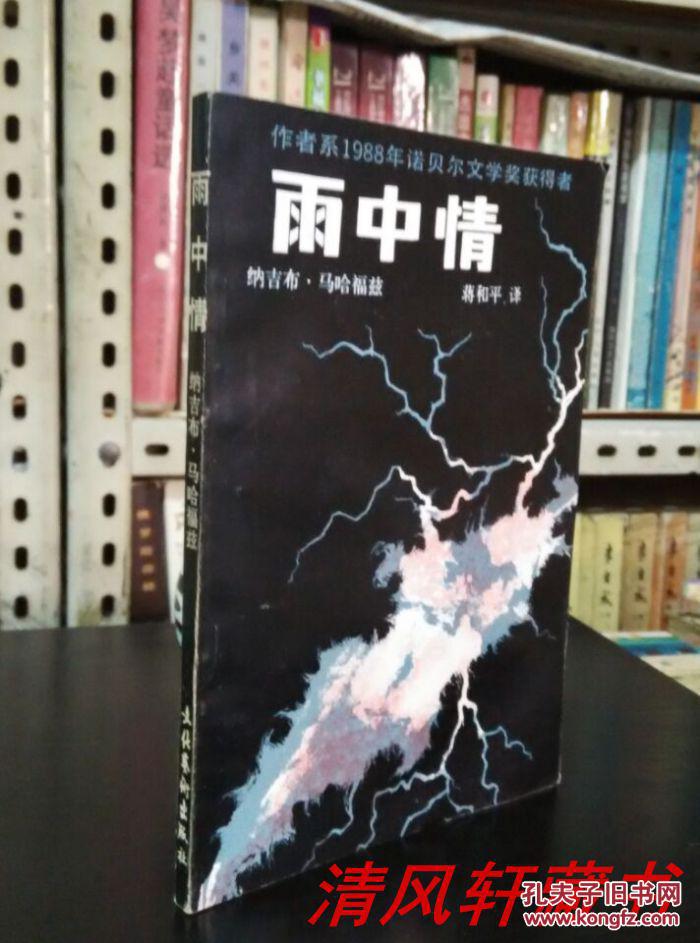 作者系1988年诺贝尔文学奖获得者
雨中情
纳吉布·马哈福兹
蒋和平 译
雨中情
纳吉布·马哈福兹
文化艺术出版社
清风轩藏书
孔夫子旧书网
www.kongfz.com